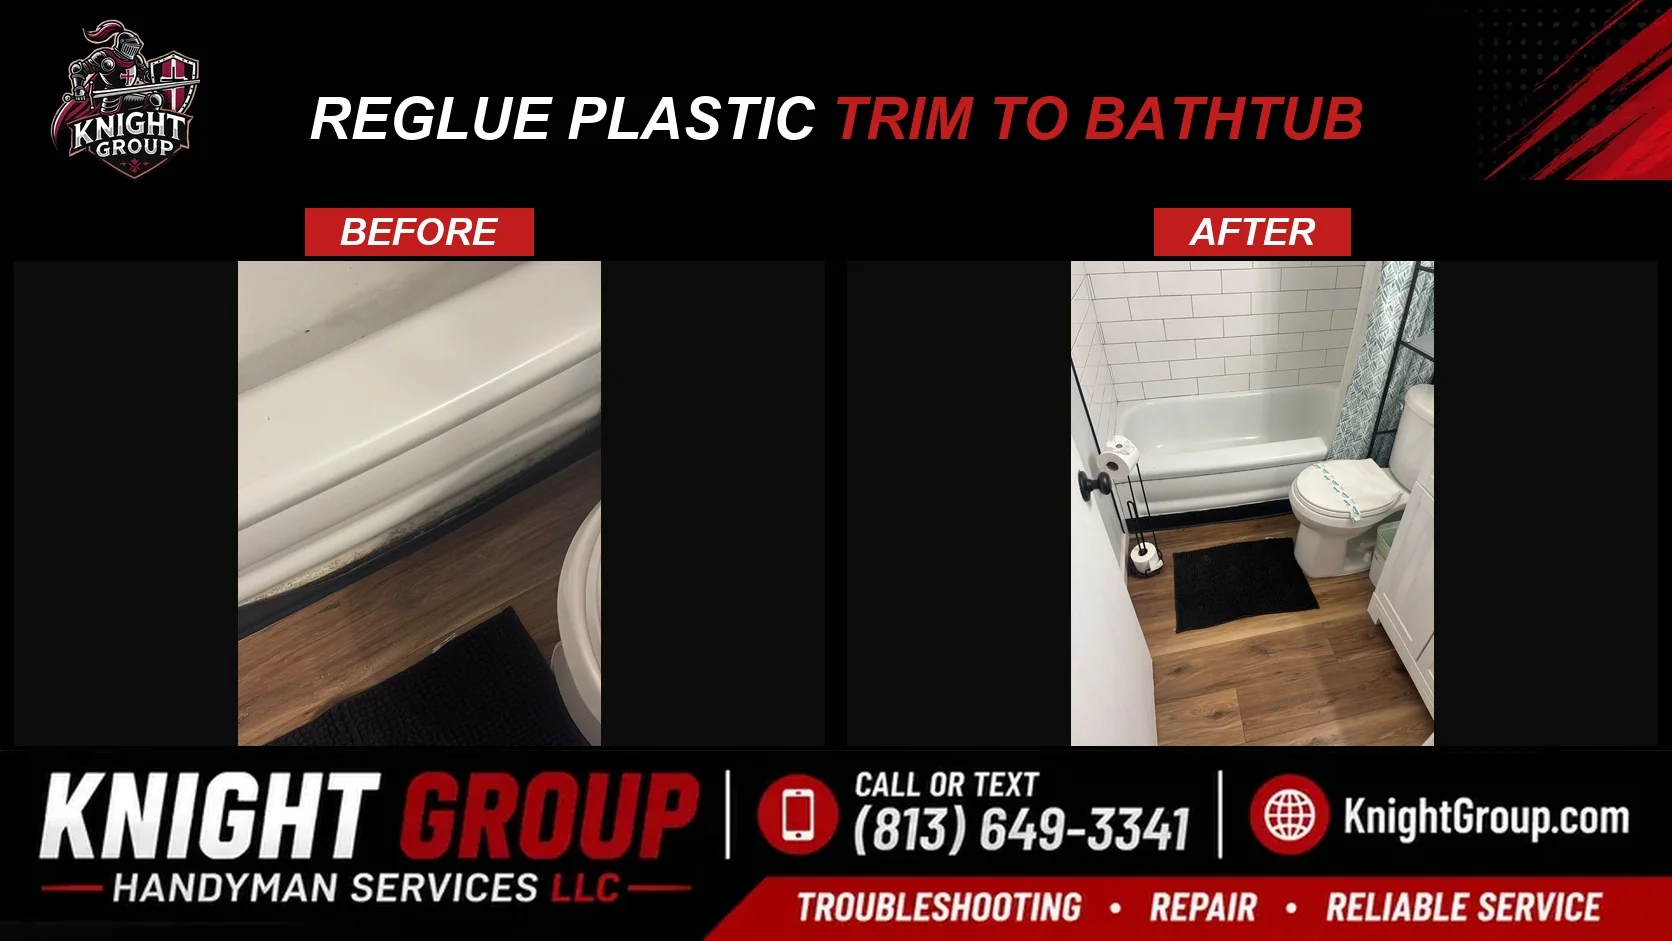 KNIGHT
GROUP
REGLUE PLASTIC TRIM TO BATHTUB
BEFORE
AFTER
KNIGHT GROUP
HANDYMAN SERVICES LLC
CALL OR TEXT
(813) 649-3341
KnightGroup.com
TROUBLESHOOTING • REPAIR • RELIABLE SERVICE